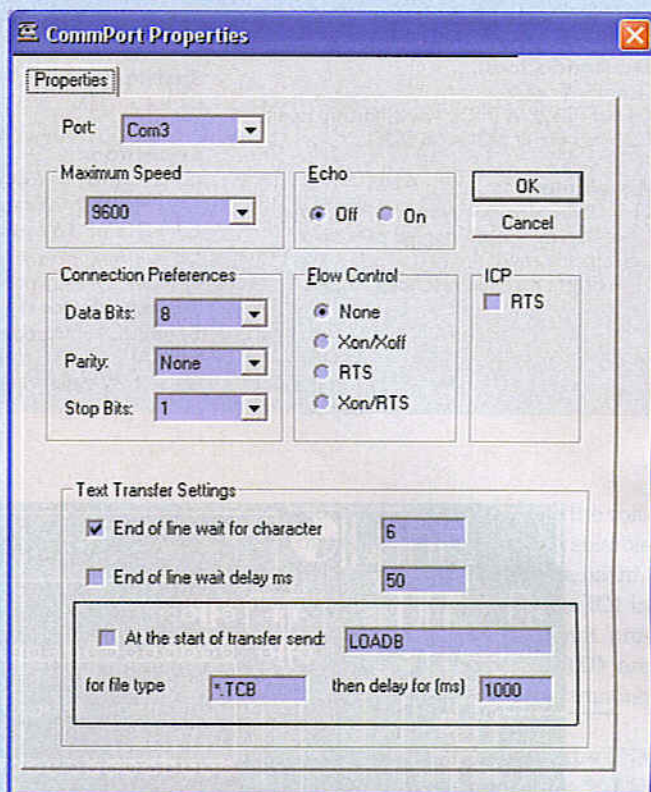 CommPort Properties
Properties
Port: Com3
Maximum Speed
9600
Echo
Off On
OK
Cancel
Connection Preferences
Data Bits: 8
Parity: None
Stop Bits: 1
Flow Control
None
Xon/Xoff
RTS
Xon/RTS
ICP
RTS
Text Transfer Settings
End of line wait for character 6
End of line wait delay ms 50
At the start of transfer send: LOADB
for file type *.TCB then delay for (ms) 1000